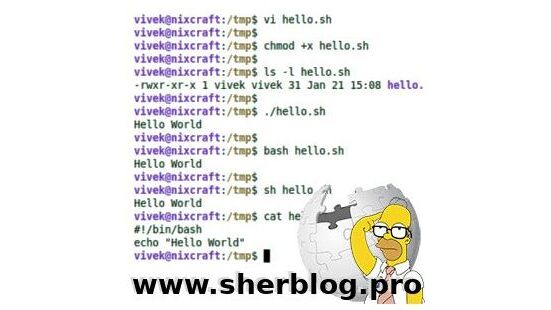 vivek@nixcraft:/tmp$ vi hello.sh
vivek@nixcraft:/tmp$
vivek@nixcraft:/tmp$ chmod +x hello.sh
vivek@nixcraft:/tmp$
vivek@nixcraft:/tmp$ ls -l hello.sh
-rwxr-xr-x 1 vivek vivek 31 Jan 21 15:08 hello.
vivek@nixcraft:/tmp$
vivek@nixcraft:/tmp$ ./hello.sh
Hello World
vivek@nixcraft:/tmp$
vivek@nixcraft:/tmp$ bash hello.sh
Hello World
vivek@nixcraft:/tmp$
vivek@nixcraft:/tmp$ sh hello
Hello World
vivek@nixcraft:/tmp$ cat he
#!/bin/bash
echo "Hello World"
vivek@nixcraft:/tmp$
www.sherblog.pro